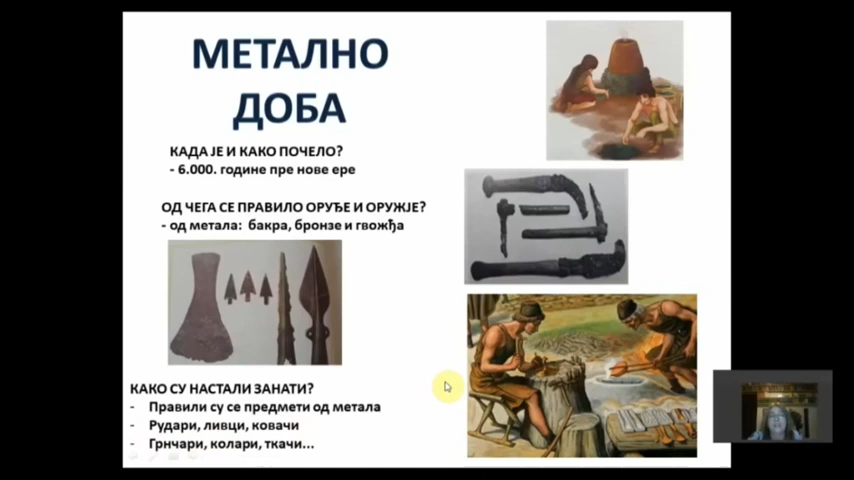 МЕТАЛНО
ДОБА
КАДА ЈЕ И КАКО ПОЧЕЛО?
- 6.000. године пре нове ере
ОД ЧЕГА СЕ ПРАВИЛО ОРУЂЕ И ОРУЖЈЕ?
- од метала: бакра, бронзе и гвожђа
КАКО СУ НАСТАЛИ ЗАНАТИ?
- Правили су се предмети од метала
- Рудари, ливци, ковачи
- Грнчари, колари, ткачи...